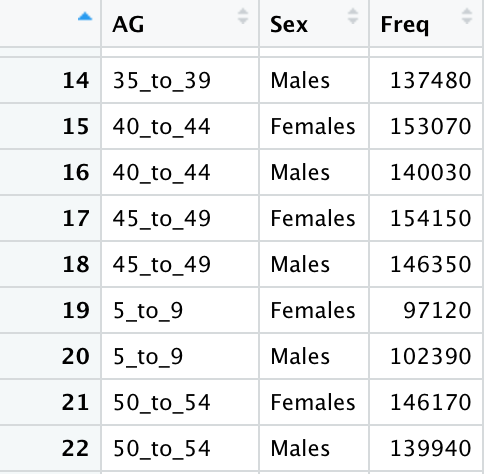 AG Sex Freq
14 35_to_39 Males 137480
15 40_to_44 Females 153070
16 40_to_44 Males 140030
17 45_to_49 Females 154150
18 45_to_49 Males 146350
19 5_to_9 Females 97120
20 5_to_9 Males 102390
21 50_to_54 Females 146170
22 50_to_54 Males 139940